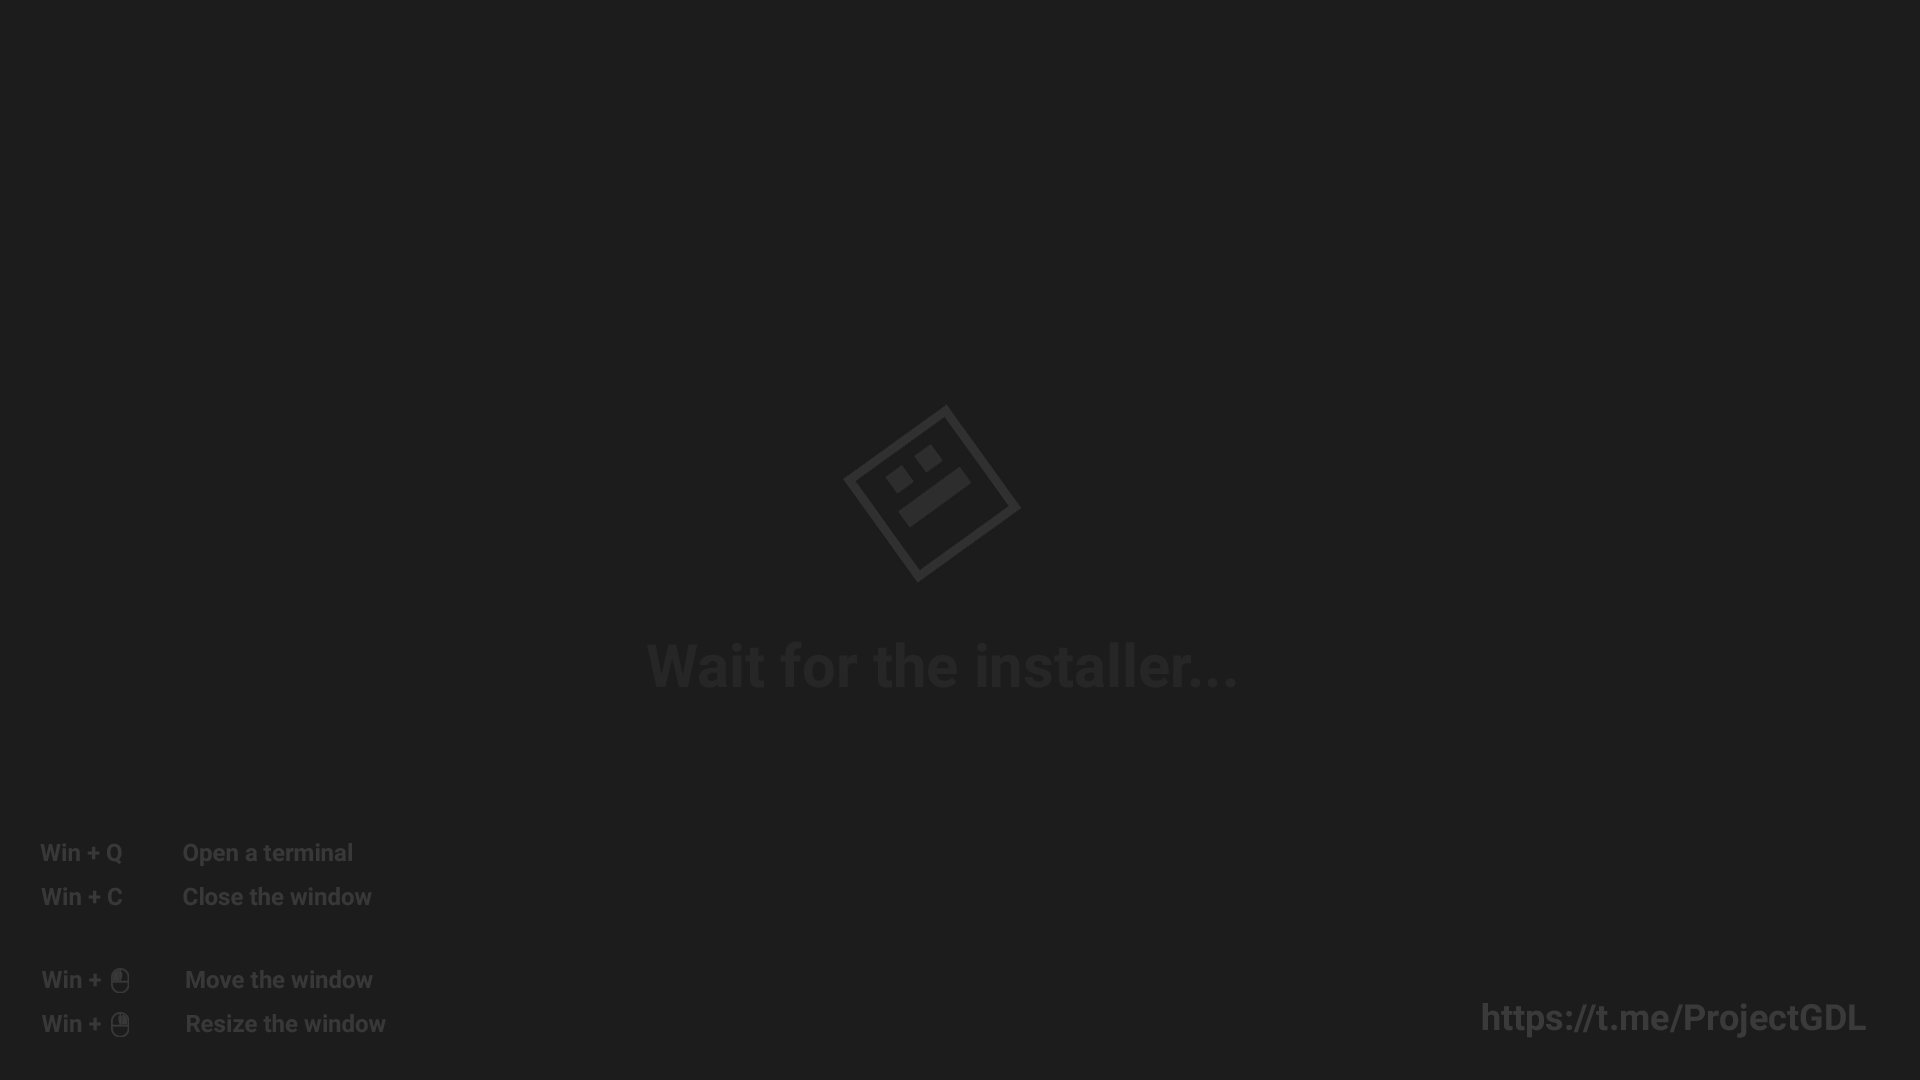 Wait for the installer...
Win + Q Open a terminal
Win + C Close the window
Win + Move the window
Win + Resize the window
https://t.me/ProjectGDL